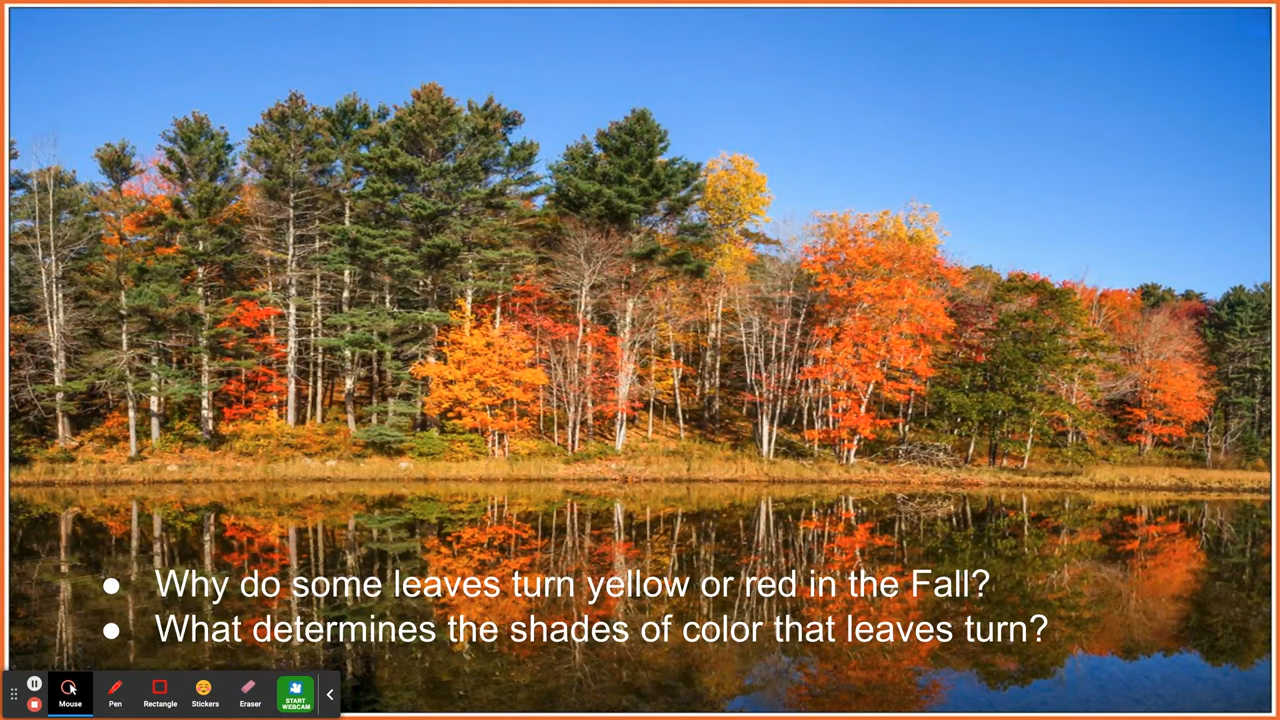 ● Why do some leaves turn yellow or red in the Fall?
● What determines the shades of color that leaves turn?
Mouse Pen Rectangle Stickers Eraser START WEBCAM